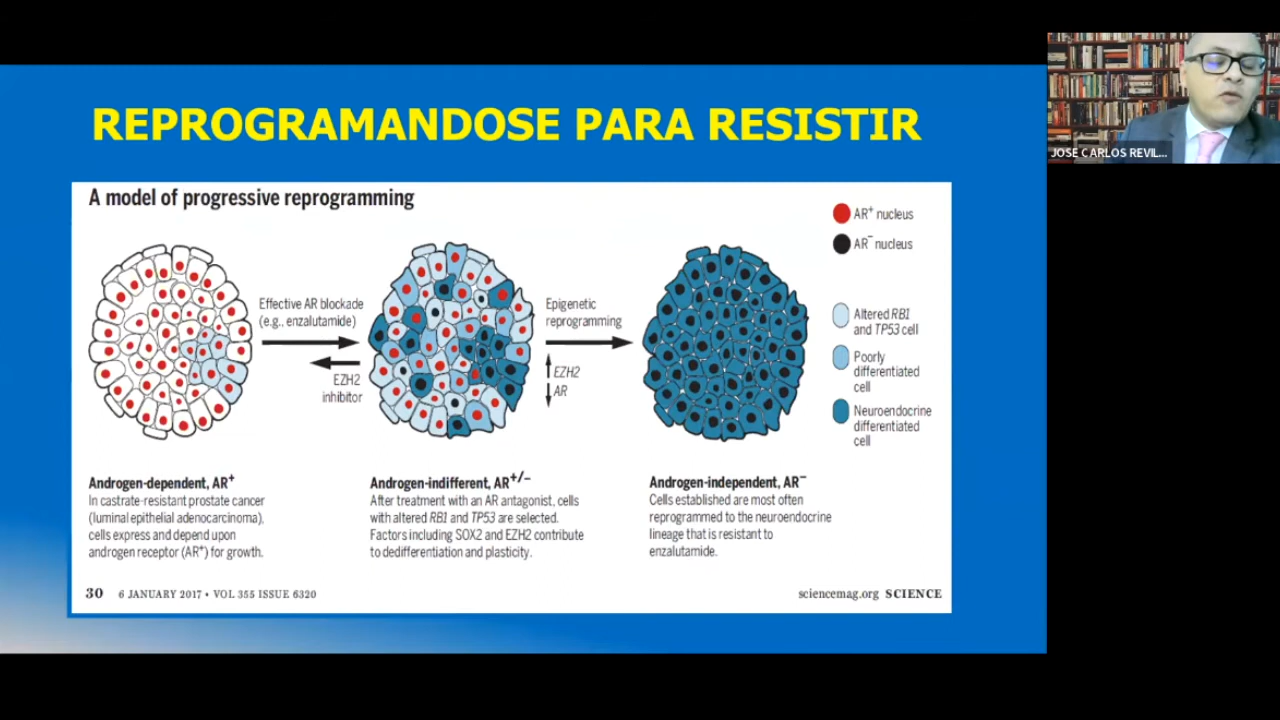 REPROGRAMANDOSE PARA RESISTIR
JOSE CARLOS REVIL...
A model of progressive reprogramming
AR+ nucleus
AR– nucleus
Effective AR blockade
(e.g., enzalutamide)
EZH2
inhibitor
Epigenetic
reprogramming
EZH2
AR
Altered RB1
and TP53 cell
Poorly
differentiated
cell
Neuroendocrine
differentiated
cell
Androgen-dependent, AR+
In castrate-resistant prostate cancer
(luminal epithelial adenocarcinoma),
cells express and depend upon
androgen receptor (AR+) for growth.
Androgen-indifferent, AR+/–
After treatment with an AR antagonist, cells
with altered RB1 and TP53 are selected.
Factors including SOX2 and EZH2 contribute
to dedifferentiation and plasticity.
Androgen-independent, AR–
Cells established are most often
reprogrammed to the neuroendocrine
lineage that is resistant to
enzalutamide.
30 6 JANUARY 2017 • VOL 355 ISSUE 6320
sciencemag.org SCIENCE